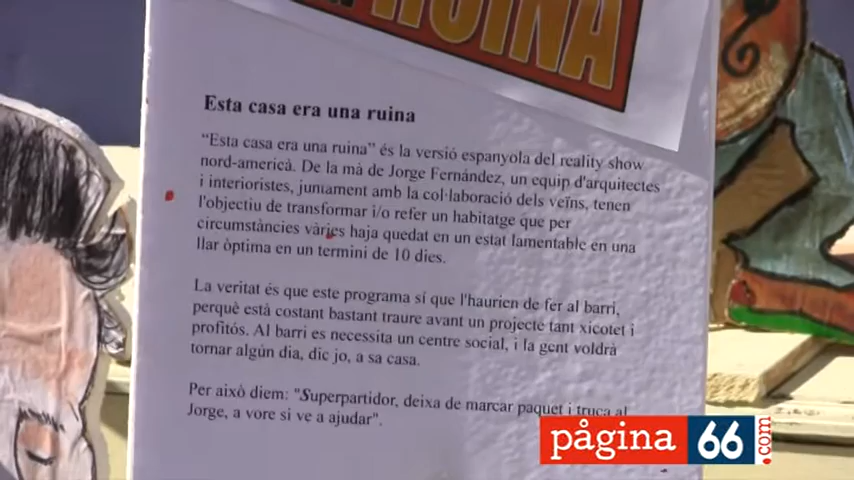 RUINA
Esta casa era una ruina
"Esta casa era una ruina" és la versió espanyola del reality show
nord-americà. De la mà de Jorge Fernández, un equip d'arquitectes
i interioristes, juntament amb la col·laboració dels veïns, tenen
l'objectiu de transformar i/o refer un habitatge que per
circumstàncies vàries haja quedat en un estat lamentable en una
llar òptima en un termini de 10 dies.
La veritat és que este programa sí que l'haurien de fer al barri,
perquè està costant bastant traure avant un projecte tant xicotet i
profitós. Al barri es necessita un centre social, i la gent voldrà
tornar algún dia, dic jo, a sa casa.
Per això diem: "Superpartidor, deixa de marcar paquet i truca al
Jorge, a vore si ve a ajudar".
página 66 .com